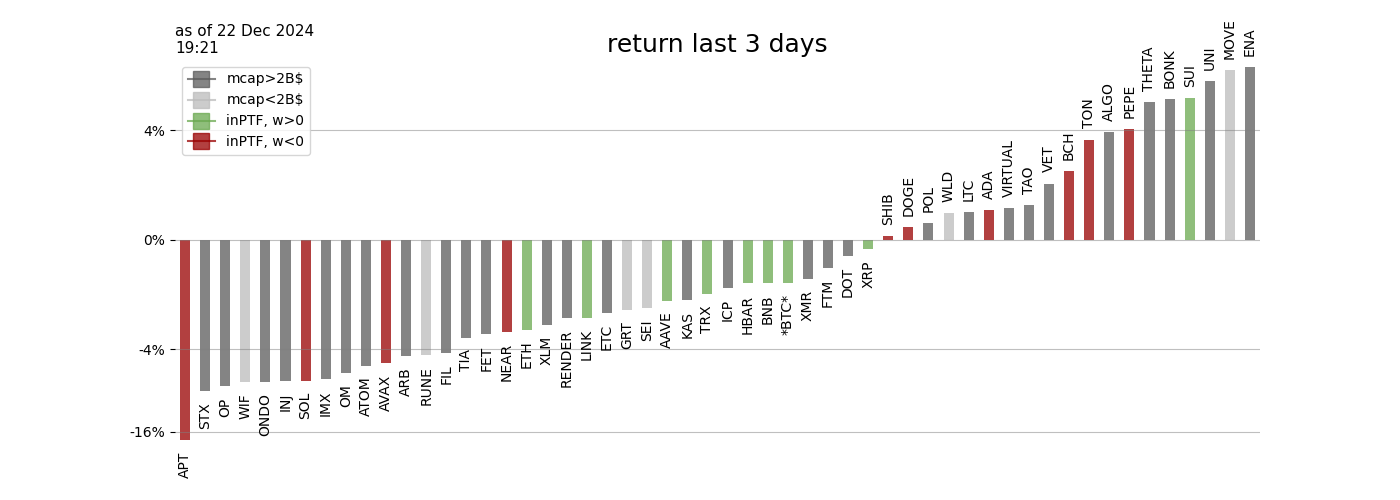 as of 22 Dec 2024
19:21
return last 3 days
mcap>2B$
mcap<2B$
inPTF, w>0
inPTF, w<0
4%
0%
-4%
-16%
APT
STX
OP
WIF
ONDO
INJ
SOL
IMX
OM
ATOM
AVAX
ARB
RUNE
FIL
TIA
FET
NEAR
ETH
XLM
RENDER
LINK
ETC
GRT
SEI
AAVE
KAS
TRX
ICP
HBAR
BNB
*BTC*
XMR
FTM
DOT
XRP
SHIB
DOGE
POL
WLD
LTC
ADA
VIRTUAL
TAO
VET
BCH
TON
ALGO
PEPE
THETA
BONK
SUI
UNI
MOVE
ENA